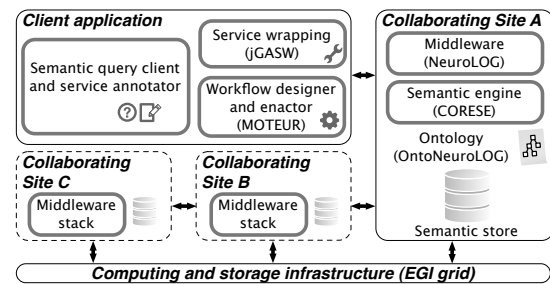 Client application
Semantic query client
and service annotator
Service wrapping
(jGASW)
Workflow designer
and enactor
(MOTEUR)
Collaborating Site A
Middleware
(NeuroLOG)
Semantic engine
(CORESE)
Ontology
(OntoNeuroLOG)
Semantic store
Collaborating
Site C
Middleware
stack
Collaborating
Site B
Middleware
stack
Computing and storage infrastructure (EGI grid)